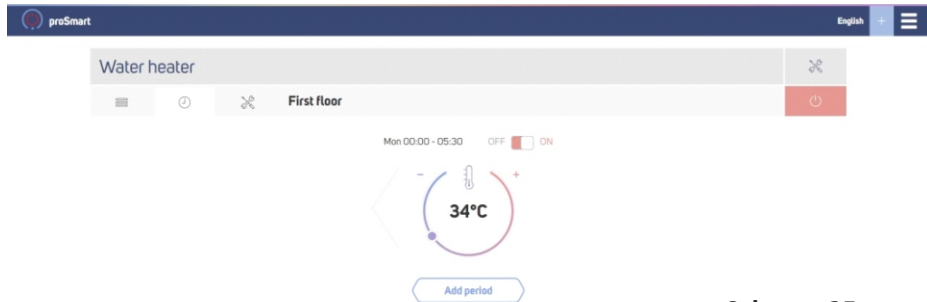 proSmart
English +
Water heater
First floor
Mon 00:00 - 05:30 OFF ON
- +
34°C
Add period